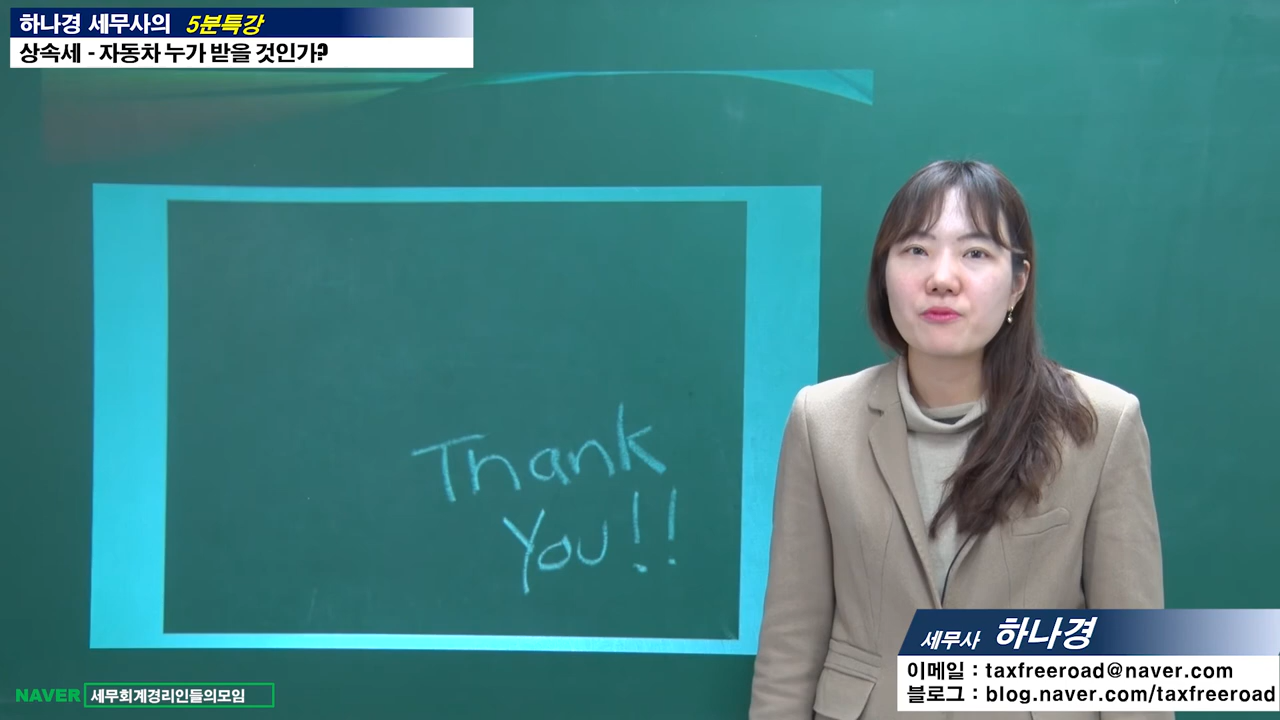 하나경 세무사의 5분특강
상속세 - 자동차 누가 받을 것인가?
Thank
You!!
세무사 하나경
이메일 : taxfreeroad@naver.com
블로그 : blog.naver.com/taxfreeroad
NAVER 세무회계경리인들의모임